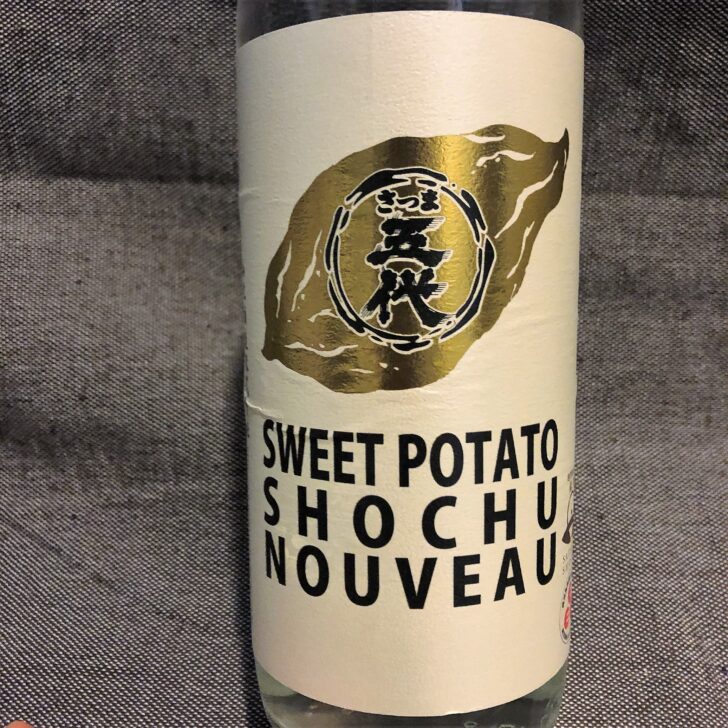 さつま
五代
SWEET POTATO
SHOCHU
NOUVEAU